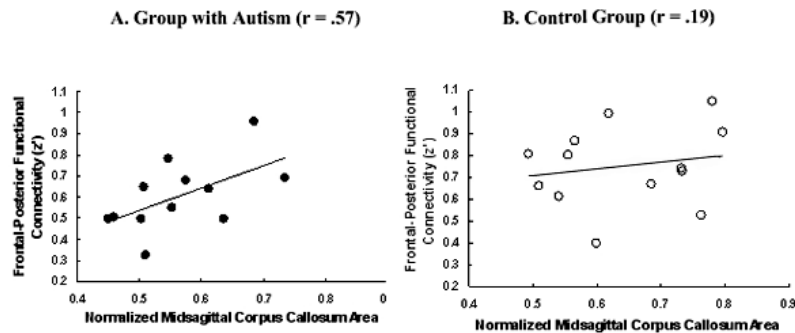 A. Group with Autism (r = .57)
B. Control Group (r = .19)
Frontal-Posterior Functional
Connectivity (z')
1.1
1
0.9
0.8
0.7
0.6
0.5
0.4
0.3
0.2
0.4 0.5 0.6 0.7 0
Normalized Midsagittal Corpus Callosum Area
Frontal-Posterior Functional
Connectivity (z')
1.1
1
0.9
0.8
0.7
0.6
0.5
0.4
0.3
0.2
0.4 0.5 0.6 0.7 0.8 0.9
Normalized Midsagittal Corpus Callosum Area